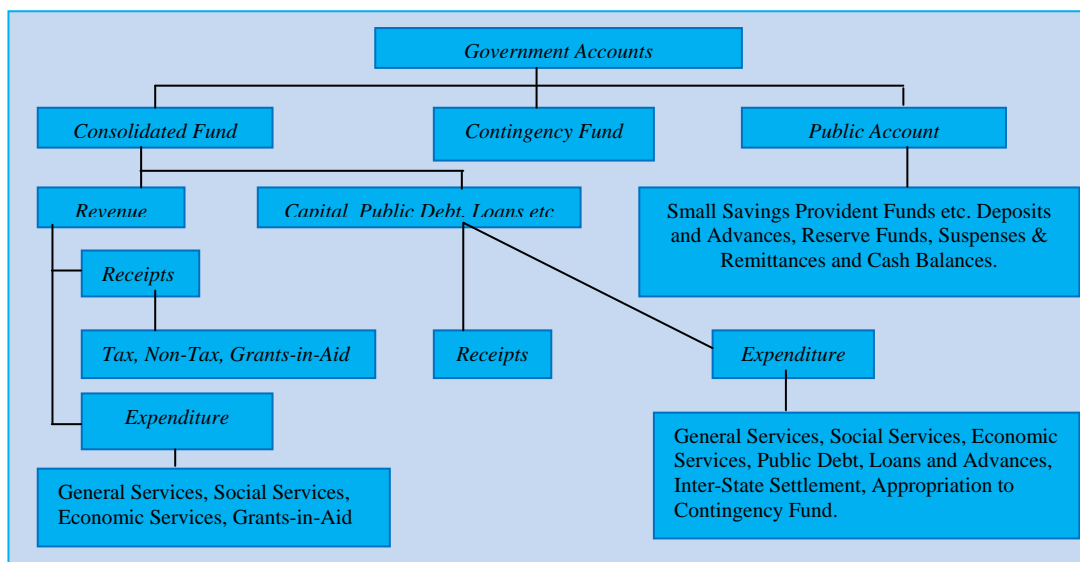 Government Accounts
Consolidated Fund
Contingency Fund
Public Account
Revenue
Capital, Public Debt, Loans etc
Small Savings Provident Funds etc. Deposits
and Advances, Reserve Funds, Suspenses &
Remittances and Cash Balances.
Receipts
Tax, Non-Tax, Grants-in-Aid
Receipts
Expenditure
Expenditure
General Services, Social Services,
Economic Services, Grants-in-Aid
General Services, Social Services, Economic
Services, Public Debt, Loans and Advances,
Inter-State Settlement, Appropriation to
Contingency Fund.